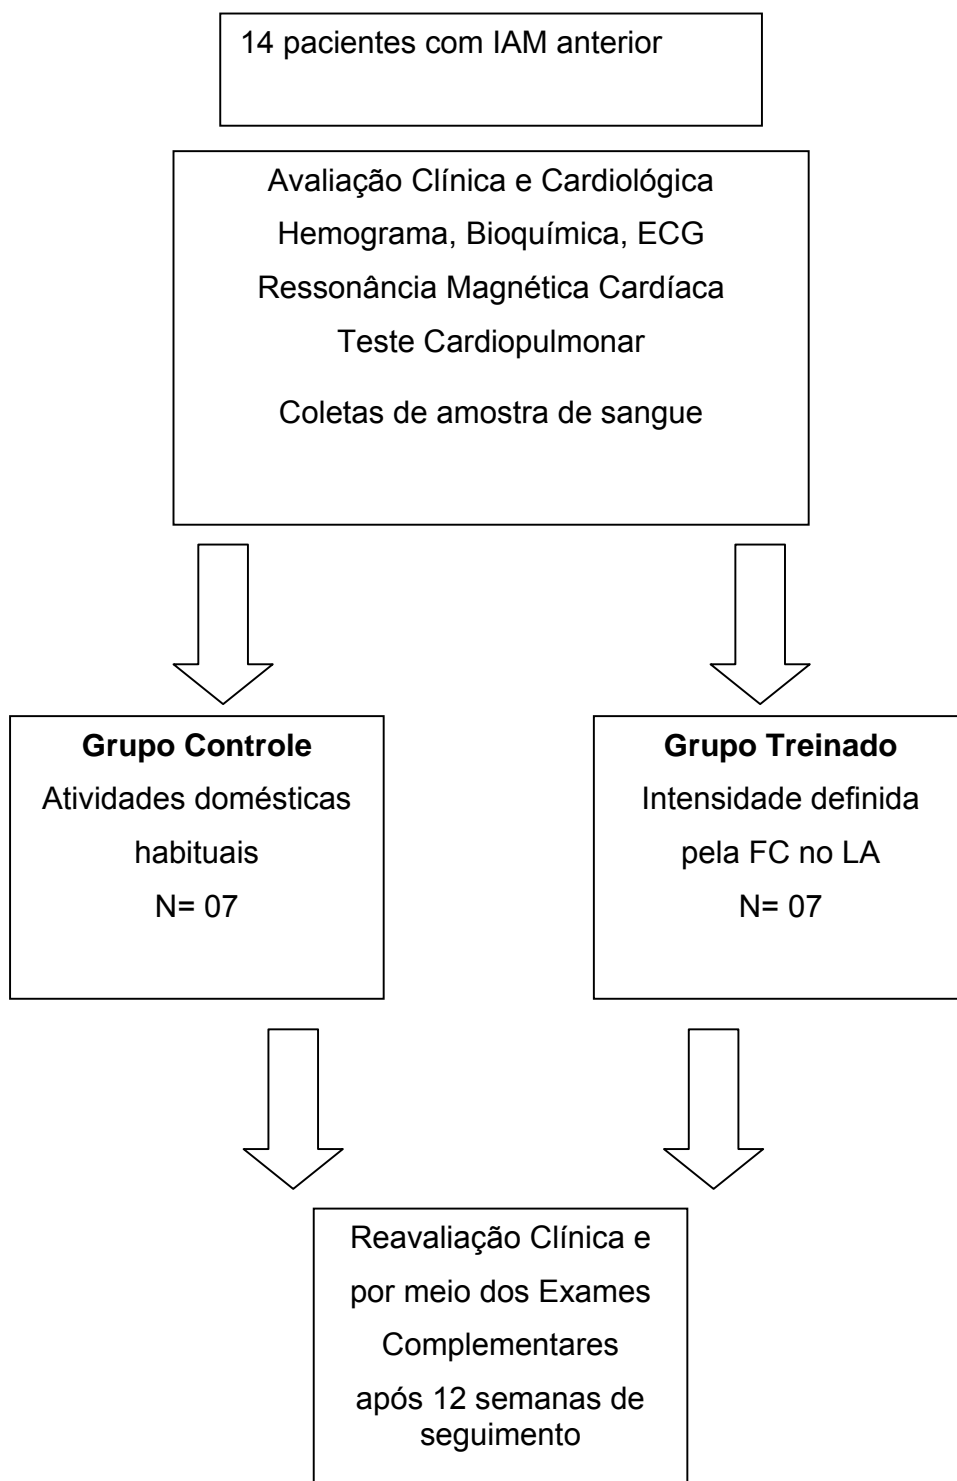 14 pacientes com IAM anterior
Avaliação Clínica e Cardiológica
Hemograma, Bioquímica, ECG
Ressonância Magnética Cardíaca
Teste Cardiopulmonar
Coletas de amostra de sangue
Grupo Controle
Atividades domésticas
habituais
N= 07
Grupo Treinado
Intensidade definida
pela FC no LA
N= 07
Reavaliação Clínica e
por meio dos Exames
Complementares
após 12 semanas de
seguimento